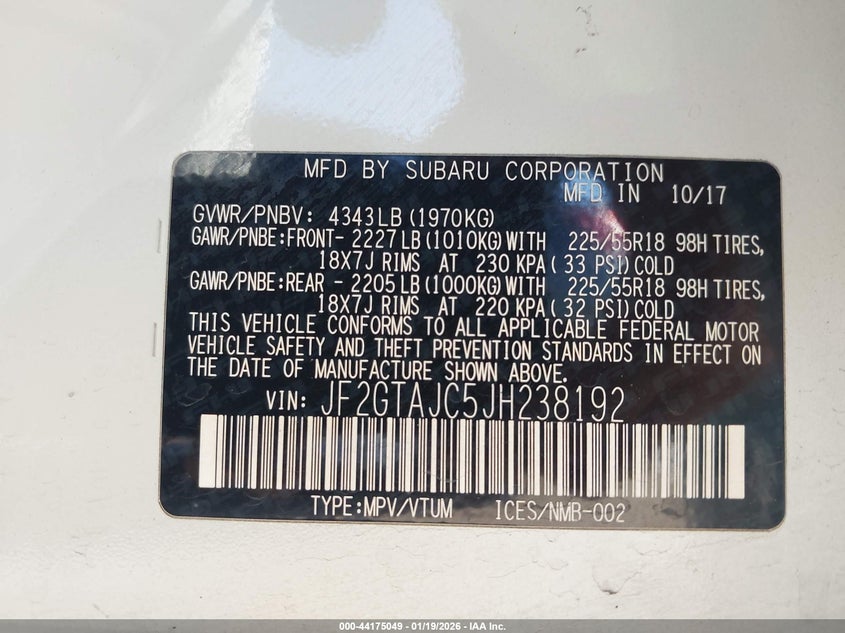 MFD BY SUBARU CORPORATION
MFD IN 10/17
GVWR/PNBV: 4343LB (1970KG)
GAWR/PNBE:FRONT- 2227LB (1010KG)WITH 225/55R18 98H TIRES,
18X7J RIMS AT 230 KPA( 33 PSI)COLD
GAWR/PNBE:REAR - 2205LB (1000KG)WITH 225/55R18 98H TIRES,
18X7J RIMS AT 220 KPA( 32 PSI)COLD
THIS VEHICLE CONFORMS TO ALL APPLICABLE FEDERAL MOTOR
VEHICLE SAFETY AND THEFT PREVENTION STANDARDS IN EFFECT ON
THE DATE OF MANUFACTURE SHOWN ABOVE.
VIN: JF2GTAJC5JH238192
TYPE:MPV/VTUM ICES/NMB-002
000-44175049 - 01/19/2026 - IAA Inc.